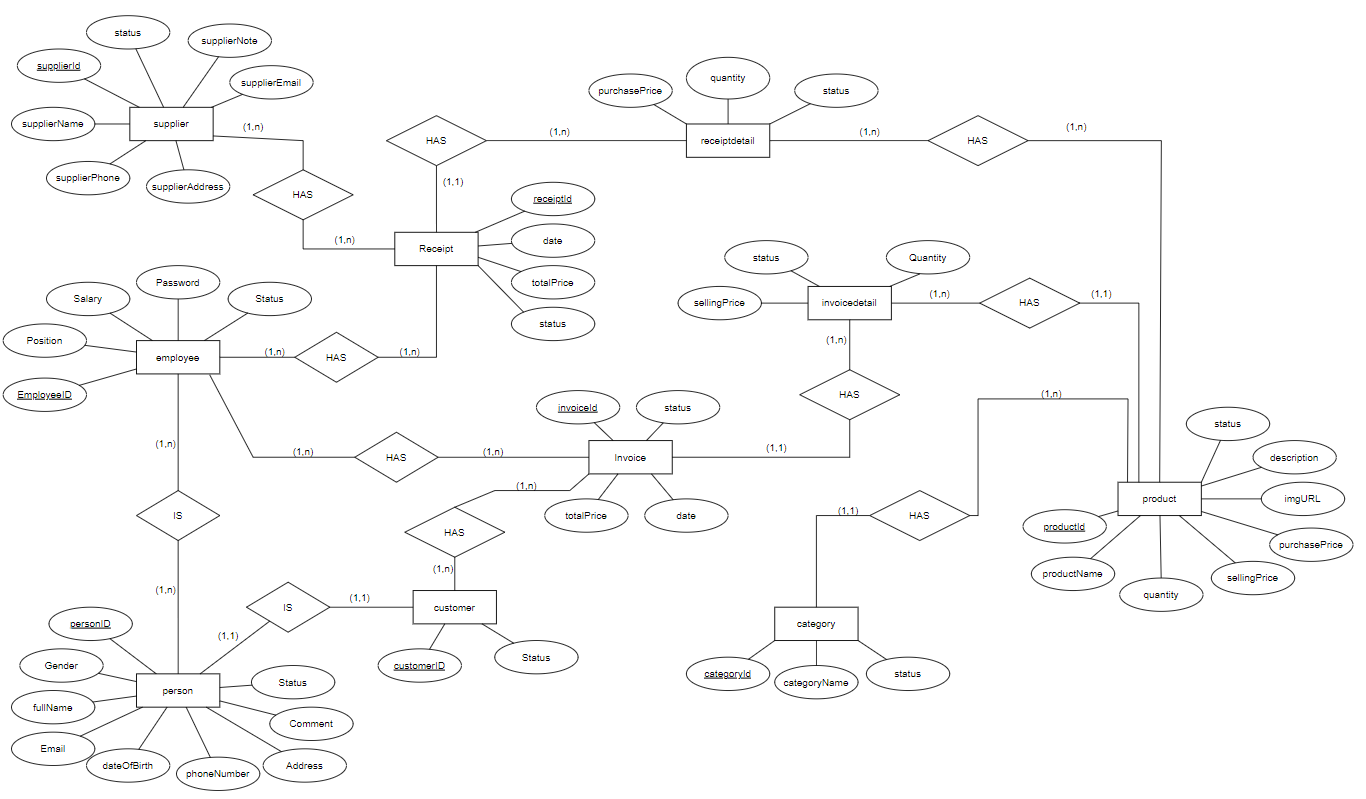 status
supplierNote
supplierId
supplierEmail
supplierName
supplier
(1,n)
supplierPhone
supplierAddress
HAS
(1,n)
purchasePrice
quantity
status
HAS
(1,n)
receiptdetail
(1,n)
HAS
(1,n)
(1,1)
Receipt
receiptId
date
totalPrice
status
Password
Salary
Status
Position
employee
EmployeeID
(1,n)
HAS
(1,n)
status
Quantity
sellingPrice
invoicedetail
(1,n)
HAS
(1,1)
(1,n)
HAS
(1,1)
invoiceId
status
(1,n)
HAS
(1,n)
Invoice
totalPrice
date
(1,n)
HAS
(1,n)
(1,n)
IS
(1,n)
(1,n)
(1,1)
HAS
status
description
product
imgURL
productId
purchasePrice
productName
sellingPrice
quantity
IS
(1,1)
(1,1)
customer
customerID
Status
category
categoryId
categoryName
status
personID
Gender
Status
person
fullName
Comment
Email
dateOfBirth
phoneNumber
Address